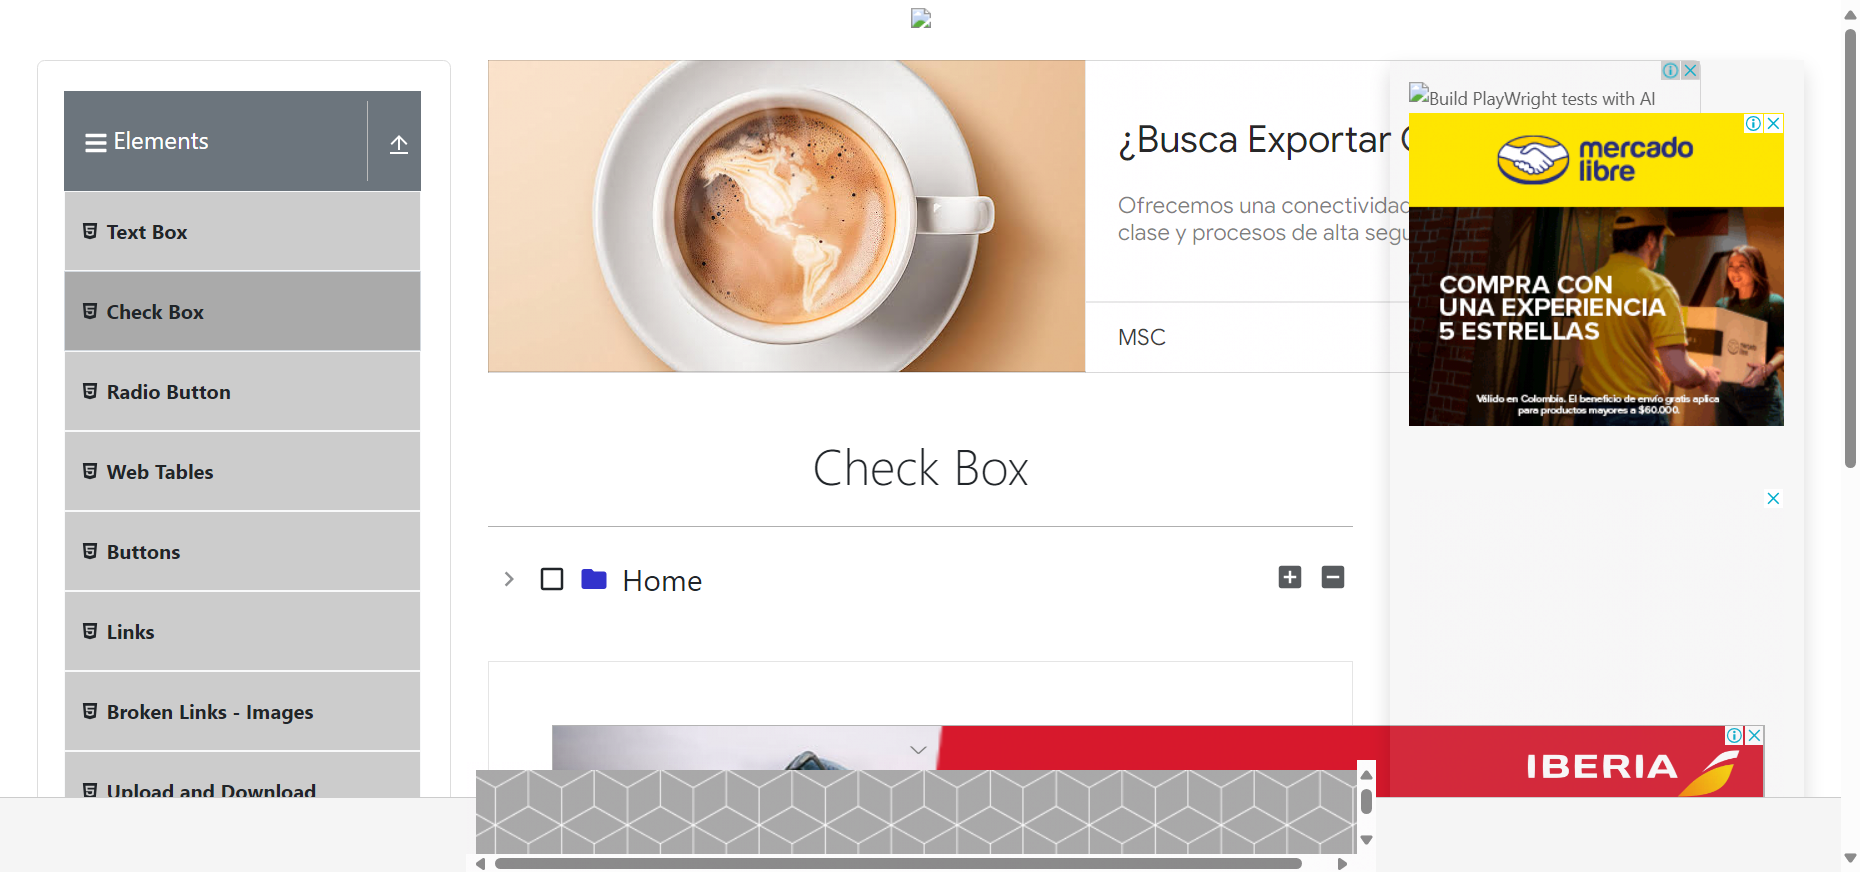 Elements
Text Box
Check Box
Radio Button
Web Tables
Buttons
Links
Broken Links - Images
Upload and Download
¿Busca Exportar
Ofrecemos una conectividad
clase y procesos de alta segu
MSC
Check Box
Home
Build PlayWright tests with AI
mercado
libre
COMPRA CON
UNA EXPERIENCIA
5 ESTRELLAS
Válido en Colombia. El beneficio de envío gratis aplica
para productos mayores a $60.000.
IBERIA